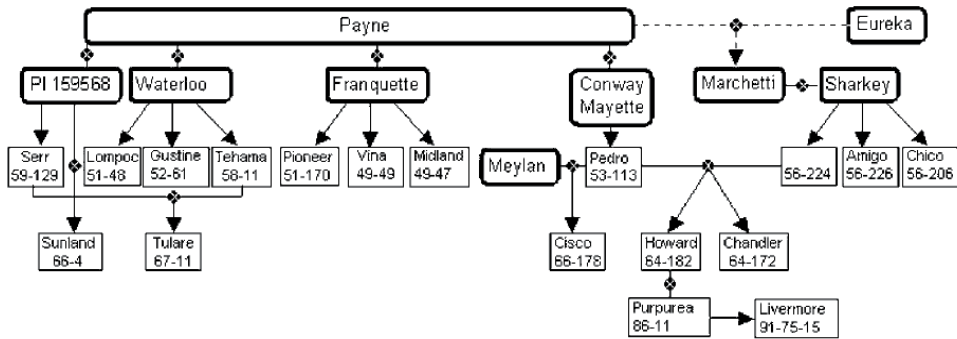 Payne
Eureka
PI 159568
Waterloo
Franquette
Conway
Mayette
Marchetti
Sharkey
Serr
59-129
Lompoc
51-48
Gustine
52-61
Tehama
58-11
Pioneer
51-170
Vina
49-49
Midland
49-47
Meylan
Pedro
53-113
56-224
Amigo
56-226
Chico
56-206
Sunland
66-4
Tulare
67-11
Cisco
66-178
Howard
64-182
Chandler
64-172
Purpurea
86-11
Livermore
91-75-15